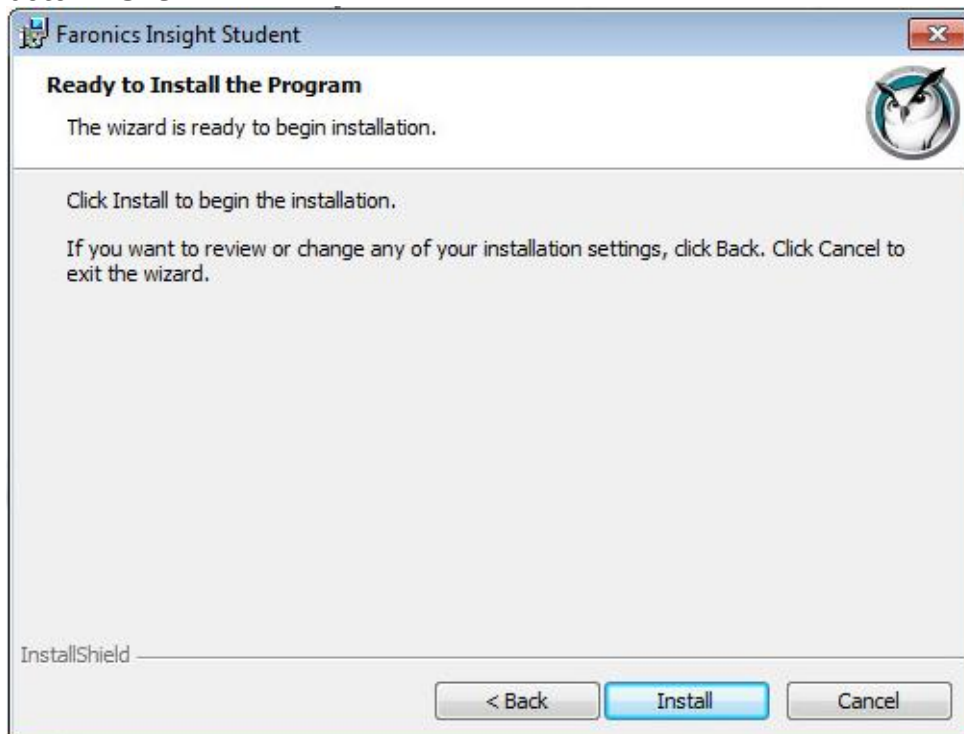 Faronics Insight Student
Ready to Install the Program
The wizard is ready to begin installation.
Click Install to begin the installation.
If you want to review or change any of your installation settings, click Back. Click Cancel to
exit the wizard.
InstallShield
< Back
Install
Cancel